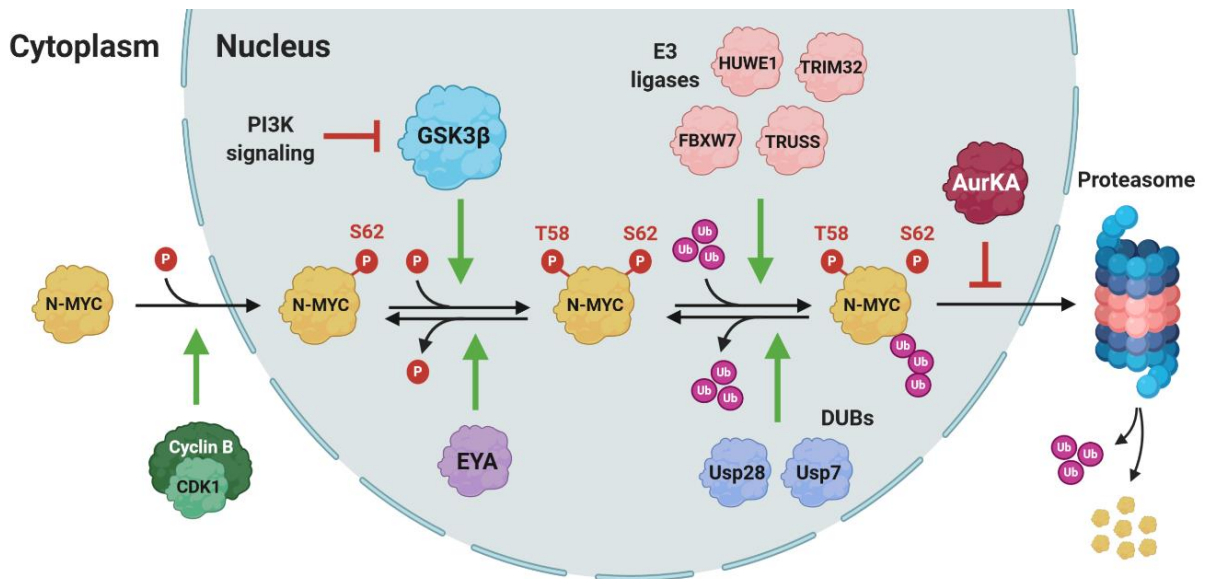 Cytoplasm
Nucleus
E3
ligases
HUWE1
TRIM32
FBXW7
TRUSS
PI3K
signaling
GSK3β
AurKA
Proteasome
P
S62
P
P
T58
S62
P
P
Ub
Ub
Ub
T58
S62
P
P
N-MYC
N-MYC
N-MYC
N-MYC
Ub
Ub
Ub
P
Ub
Ub
Ub
Cyclin B
CDK1
EYA
DUBs
Usp28
Usp7
Ub
Ub
Ub